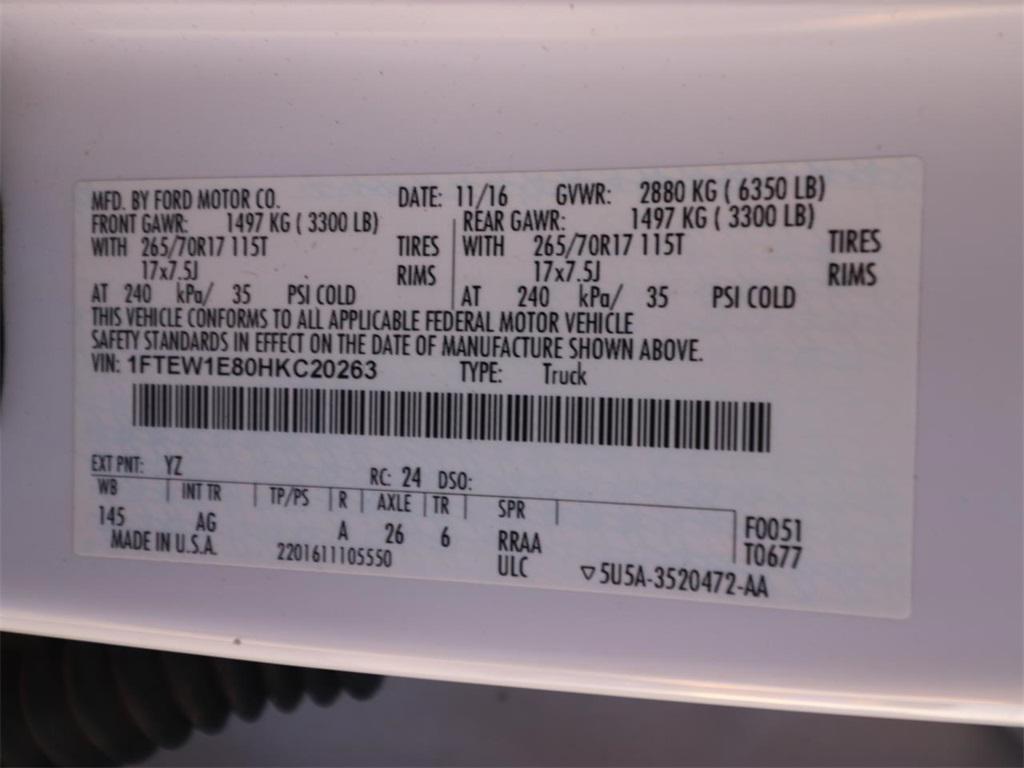 MFD. BY FORD MOTOR CO. DATE: 11/16 GVWR: 2880 KG ( 6350 LB)
FRONT GAWR: 1497 KG ( 3300 LB) REAR GAWR: 1497 KG ( 3300 LB)
WITH 265/70R17 115T TIRES WITH 265/70R17 115T TIRES
17x7.5J RIMS 17x7.5J RIMS
AT 240 kPa/ 35 PSI COLD AT 240 kPa/ 35 PSI COLD
THIS VEHICLE CONFORMS TO ALL APPLICABLE FEDERAL MOTOR VEHICLE
SAFETY STANDARDS IN EFFECT ON THE DATE OF MANUFACTURE SHOWN ABOVE.
VIN: 1FTEW1E80HKC20263 TYPE: Truck
EXT PNT: YZ RC: 24 DSO:
WB INT TR TP/PS R AXLE TR SPR
145 AG A 26 6 RRAA F0051
MADE IN U.S.A. 2201611105550 ULC T0677
▽5U5A-3520472-AA